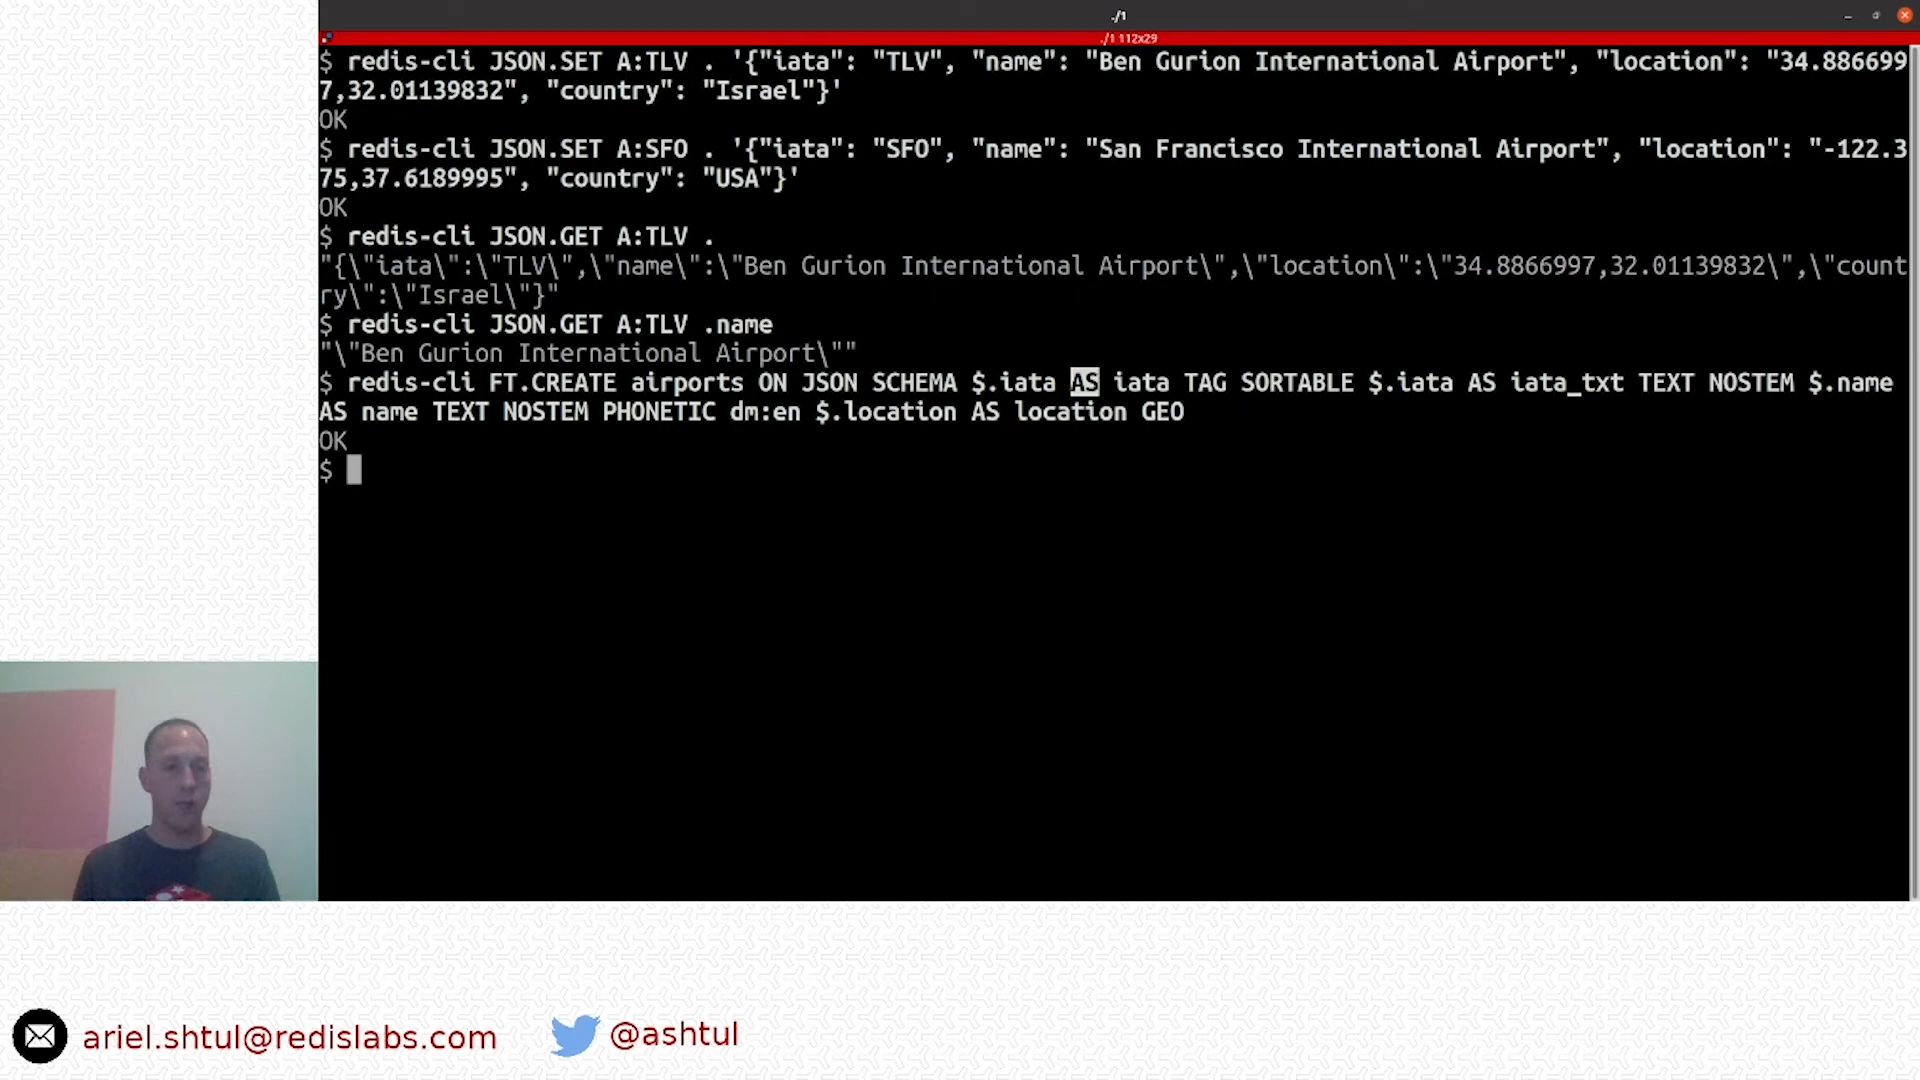 ./1
./1 112x29
$ redis-cli JSON.SET A:TLV . '{"iata": "TLV", "name": "Ben Gurion International Airport", "location": "34.886699
7,32.01139832", "country": "Israel"}'
OK
$ redis-cli JSON.SET A:SFO . '{"iata": "SFO", "name": "San Francisco International Airport", "location": "-122.3
75,37.6189995", "country": "USA"}'
OK
$ redis-cli JSON.GET A:TLV .
"{\"iata\":\"TLV\",\"name\":\"Ben Gurion International Airport\",\"location\":\"34.8866997,32.01139832\",\"count
ry\":\"Israel\"}"
$ redis-cli JSON.GET A:TLV .name
"\"Ben Gurion International Airport\""
$ redis-cli FT.CREATE airports ON JSON SCHEMA $.iata AS iata TAG SORTABLE $.iata AS iata_txt TEXT NOSTEM $.name
AS name TEXT NOSTEM PHONETIC dm:en $.location AS location GEO
OK
$
ariel.shtul@redislabs.com
@ashtul